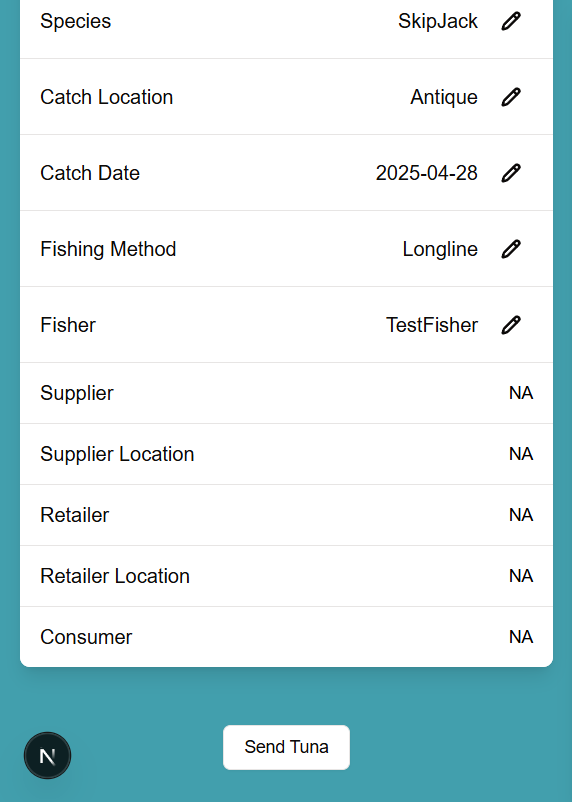 Species SkipJack
Catch Location Antique
Catch Date 2025-04-28
Fishing Method Longline
Fisher TestFisher
Supplier NA
Supplier Location NA
Retailer NA
Retailer Location NA
Consumer NA
Send Tuna
N